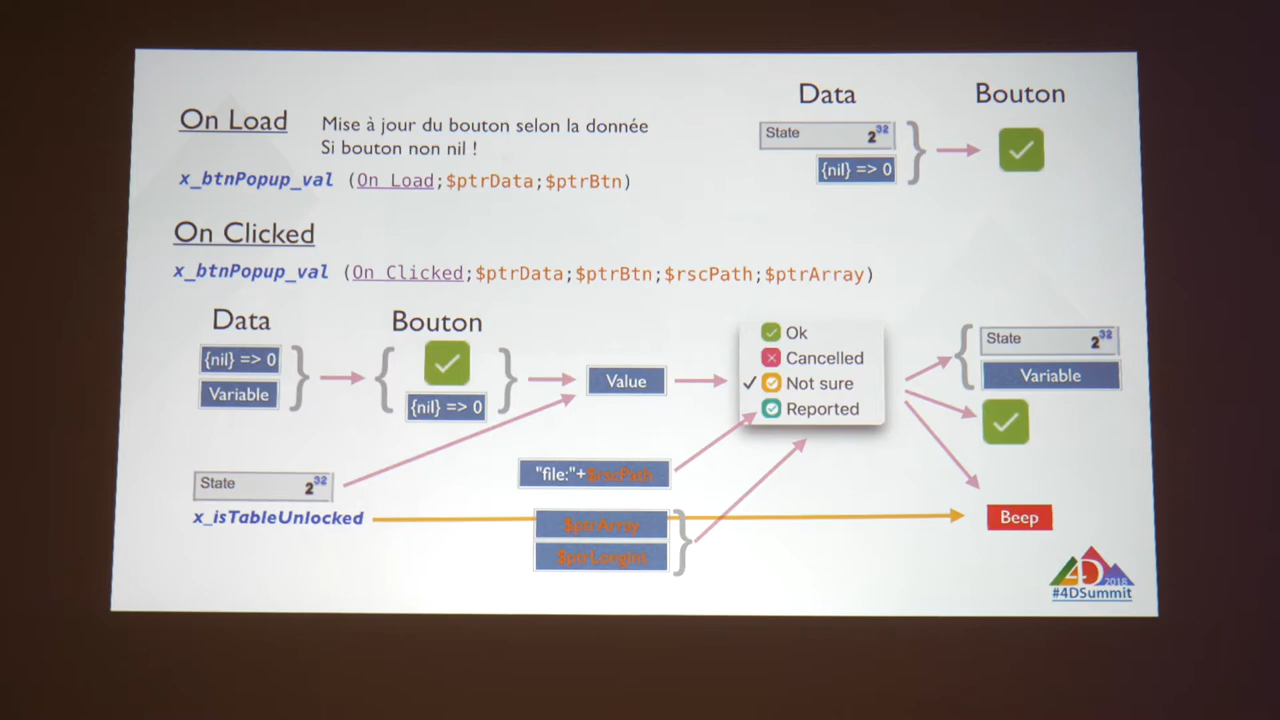 On Load
Mise à jour du bouton selon la donnée
Si bouton non nil !
x_btnPopup_val (On Load;$ptrData;$ptrBtn)
Data
Bouton
State 2³²
{nil} => 0
On Clicked
x_btnPopup_val (On Clicked;$ptrData;$ptrBtn;$rscPath;$ptrArray)
Data
Bouton
{nil} => 0
Variable
{nil} => 0
Value
Ok
Cancelled
Not sure
Reported
State 2³²
Variable
State 2³²
x_isTableUnlocked
"file:"+$rscPath
$ptrArray
$ptrLongint
Beep
4D 2018
#4DSummit